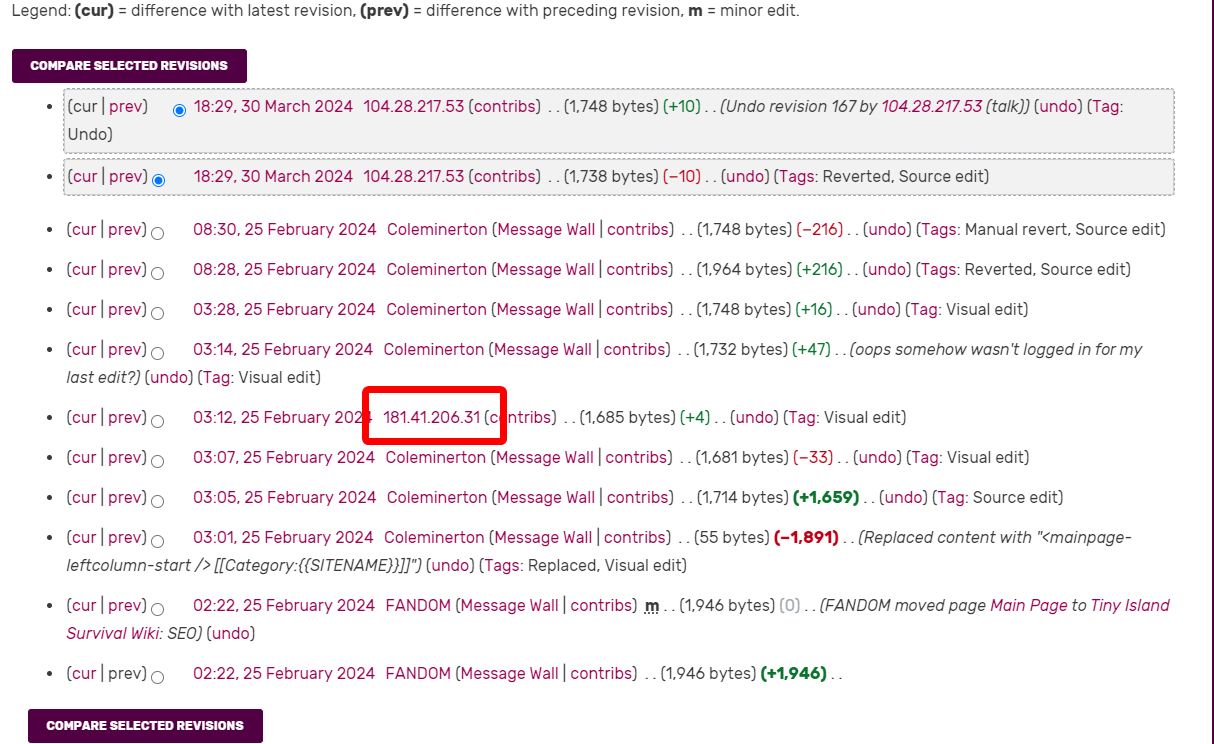 Legend: (cur) = difference with latest revision, (prev) = difference with preceding revision, m = minor edit.
COMPARE SELECTED REVISIONS
(cur | prev) 18:29, 30 March 2024 104.28.217.53 (contribs) . . (1,748 bytes) (+10) . . (Undo revision 167 by 104.28.217.53 (talk)) (undo) (Tag:
Undo)
(cur | prev) 18:29, 30 March 2024 104.28.217.53 (contribs) . . (1,738 bytes) (−10) . . (undo) (Tags: Reverted, Source edit)
(cur | prev) 08:30, 25 February 2024 Coleminerton (Message Wall | contribs) . . (1,748 bytes) (−216) . . (undo) (Tags: Manual revert, Source edit)
(cur | prev) 08:28, 25 February 2024 Coleminerton (Message Wall | contribs) . . (1,964 bytes) (+216) . . (undo) (Tags: Reverted, Source edit)
(cur | prev) 03:28, 25 February 2024 Coleminerton (Message Wall | contribs) . . (1,748 bytes) (+16) . . (undo) (Tag: Visual edit)
(cur | prev) 03:14, 25 February 2024 Coleminerton (Message Wall | contribs) . . (1,732 bytes) (+47) . . (oops somehow wasn't logged in for my
last edit?) (undo) (Tag: Visual edit)
(cur | prev) 03:12, 25 February 2024 181.41.206.31 (contribs) . . (1,685 bytes) (+4) . . (undo) (Tag: Visual edit)
(cur | prev) 03:07, 25 February 2024 Coleminerton (Message Wall | contribs) . . (1,681 bytes) (−33) . . (undo) (Tag: Visual edit)
(cur | prev) 03:05, 25 February 2024 Coleminerton (Message Wall | contribs) . . (1,714 bytes) (+1,659) . . (undo) (Tag: Source edit)
(cur | prev) 03:01, 25 February 2024 Coleminerton (Message Wall | contribs) . . (55 bytes) (−1,891) . . (Replaced content with "<mainpage-
leftcolumn-start /> [[Category:{{SITENAME}}]]") (undo) (Tags: Replaced, Visual edit)
(cur | prev) 02:22, 25 February 2024 FANDOM (Message Wall | contribs) m . . (1,946 bytes) (0) . . (FANDOM moved page Main Page to Tiny Island
Survival Wiki: SEO) (undo)
(cur | prev) 02:22, 25 February 2024 FANDOM (Message Wall | contribs) . . (1,946 bytes) (+1,946) . .
COMPARE SELECTED REVISIONS